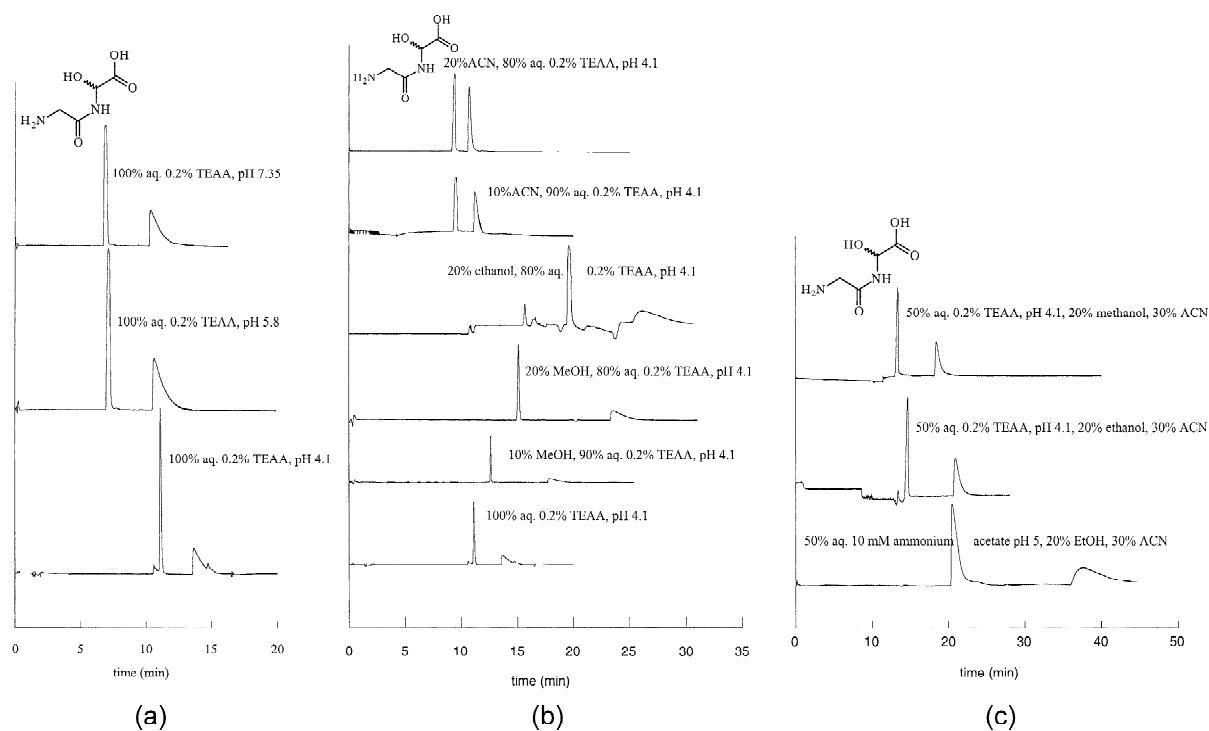 OH
HO
O
NH
H2N
O
100% aq. 0.2% TEAA, pH 7.35
100% aq. 0.2% TEAA, pH 5.8
100% aq. 0.2% TEAA, pH 4.1
0 5 10 15 20
time (min)
(a)
OH
HO
O
20%ACN, 80% aq. 0.2% TEAA, pH 4.1
NH
H2N
O
10%ACN, 90% aq. 0.2% TEAA, pH 4.1
20% ethanol, 80% aq. 0.2% TEAA, pH 4.1
20% MeOH, 80% aq. 0.2% TEAA, pH 4.1
10% MeOH, 90% aq. 0.2% TEAA, pH 4.1
100% aq. 0.2% TEAA, pH 4.1
0 5 10 15 20 25 30 35
time (min)
(b)
OH
HO
O
NH
H2N
O
50% aq. 0.2% TEAA, pH 4.1, 20% methanol, 30% ACN
50% aq. 0.2% TEAA, pH 4.1, 20% ethanol, 30% ACN
50% aq. 10 mM ammonium acetate pH 5, 20% EtOH, 30% ACN
0 10 20 30 40 50
time (min)
(c)